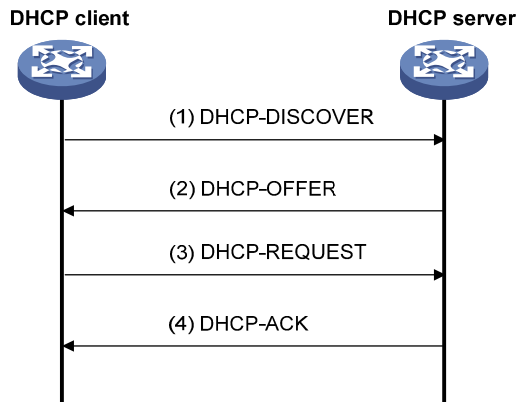 DHCP client
DHCP server
(1) DHCP-DISCOVER
(2) DHCP-OFFER
(3) DHCP-REQUEST
(4) DHCP-ACK